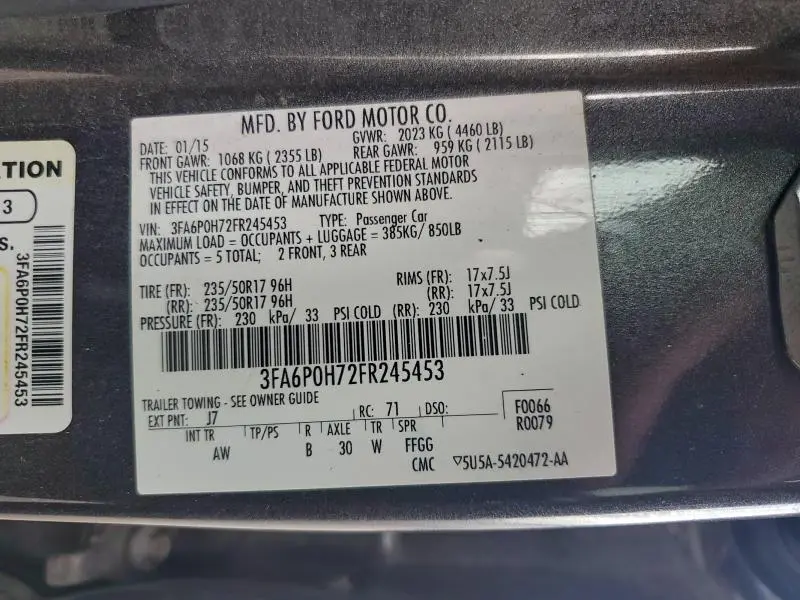 MFD. BY FORD MOTOR CO.
DATE: 01/15 GVWR: 2023 KG ( 4460 LB)
FRONT GAWR: 1068 KG ( 2355 LB) REAR GAWR: 959 KG ( 2115 LB)
THIS VEHICLE CONFORMS TO ALL APPLICABLE FEDERAL MOTOR
VEHICLE SAFETY, BUMPER, AND THEFT PREVENTION STANDARDS
IN EFFECT ON THE DATE OF MANUFACTURE SHOWN ABOVE.
VIN: 3FA6P0H72FR245453 TYPE: Passenger Car
MAXIMUM LOAD = OCCUPANTS + LUGGAGE = 385KG/ 850LB
OCCUPANTS = 5 TOTAL; 2 FRONT, 3 REAR
TIRE (FR): 235/50R17 96H RIMS (FR): 17x7.5J
(RR): 235/50R17 96H (RR): 17x7.5J
PRESSURE (FR): 230 kPa/ 33 PSI COLD (RR): 230 kPa/ 33 PSI COLD
3FA6P0H72FR245453
TRAILER TOWING - SEE OWNER GUIDE
EXT PNT: J7 RC: 71 DSO: F0066
R0079
INT TR TP/PS R AXLE TR SPR
AW B 30 W FFGG
CMC ▽5U5A-5420472-AA
TION
3
S.
3FA6P0H72FR245453